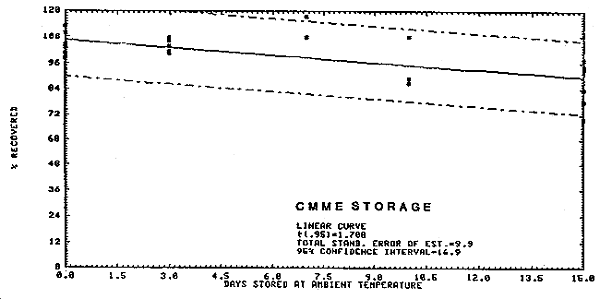 120
108
96
84
72
60
48
36
24
12
0
% RECOVERED
CMME STORAGE
LINEAR CURVE
t(.95)=1.708
TOTAL STAND. ERROR OF EST.=9.9
95% CONFIDENCE INTERVAL=16.9
0.0 1.5 3.0 4.5 6.0 7.5 9.0 10.5 12.0 13.5 15.0
DAYS STORED AT AMBIENT TEMPERATURE